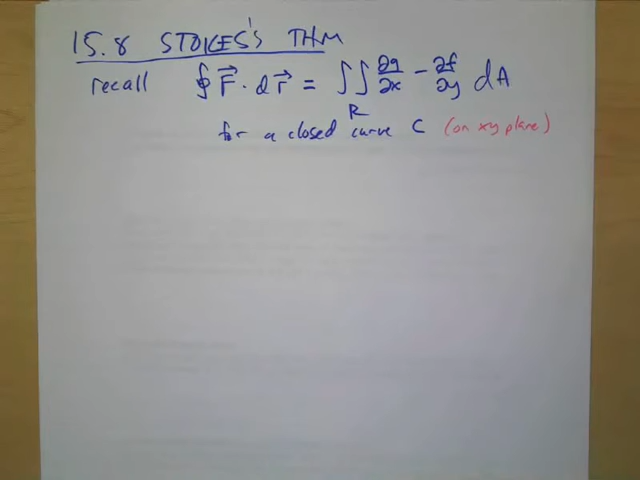 15.8 STOKES'S THM
recall ∮ F⃗ · dr⃗ = ∫∫ ∂g/∂x − ∂f/∂y dA
R
for a closed curve C (on xy plane)